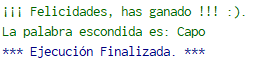 ¡¡¡ Felicidades, has ganado !!! :).
La palabra escondida es: Capo
*** Ejecución Finalizada. ***